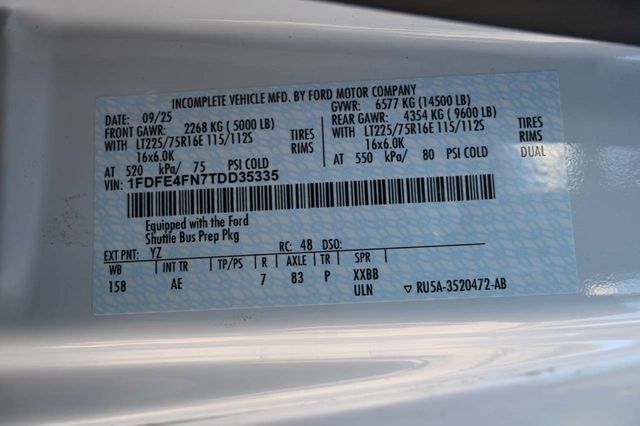 INCOMPLETE VEHICLE MFD. BY FORD MOTOR COMPANY
DATE: 09/25 GVWR: 6577 KG (14500 LB)
FRONT GAWR: 2268 KG ( 5000 LB) REAR GAWR: 4354 KG ( 9600 LB)
WITH LT225/75R16E 115/112S TIRES WITH LT225/75R16E 115/112S TIRES
16x6.0K RIMS 16x6.0K RIMS
AT 520 kPa/ 75 PSI COLD AT 550 kPa/ 80 PSI COLD DUAL
VIN: 1FDFE4FN7TDD35335
Equipped with the Ford
Shuttle Bus Prep Pkg
EXT PNT: YZ RC: 48 DSO:
WB INT TR TP/PS R AXLE TR SPR
158 AE 7 83 P XXBB
ULN ▽ RU5A-3520472-AB